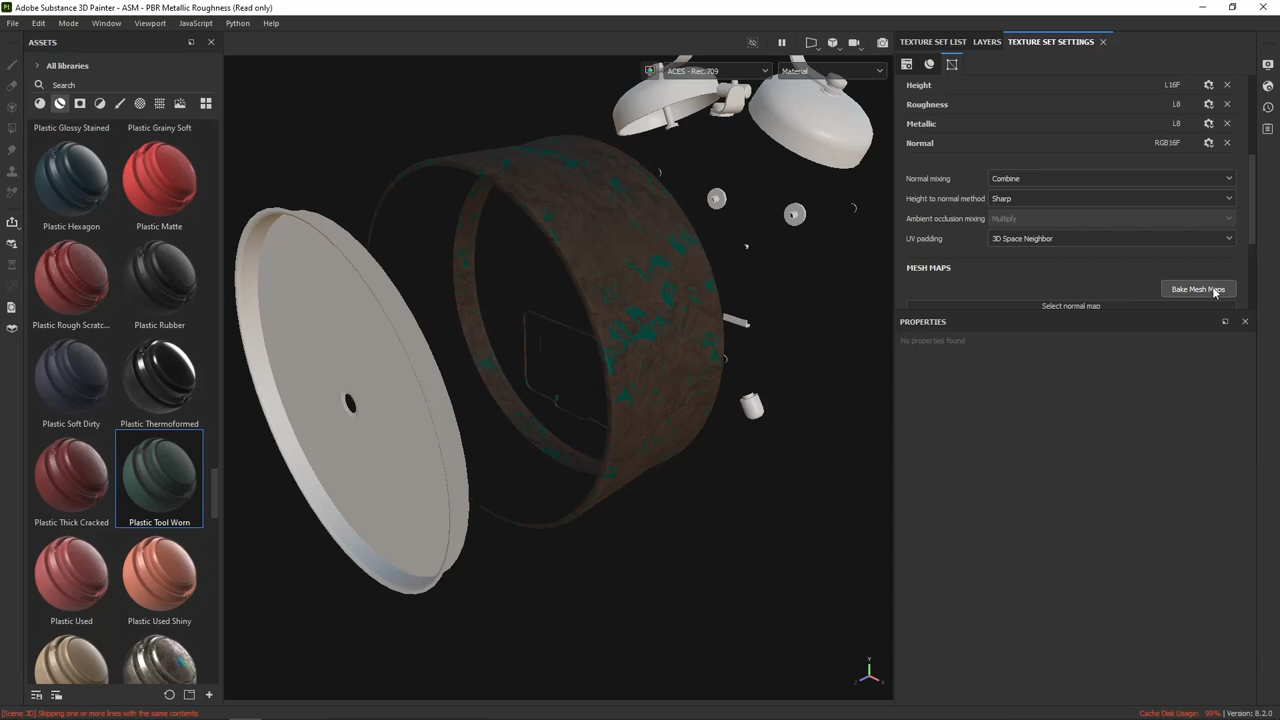 Adobe Substance 3D Painter - ASM - PBR Metallic Roughness (Read only)
File Edit Mode Window Viewport JavaScript Python Help
ASSETS
All libraries
Search
Plastic Glossy Stained Plastic Grainy Soft
Plastic Hexagon Plastic Matte
Plastic Rough Scratc... Plastic Rubber
Plastic Soft Dirty Plastic Thermoformed
Plastic Thick Cracked Plastic Tool Worn
Plastic Used Plastic Used Shiny
ACES - Rec.709 Material
TEXTURE SET LIST LAYERS TEXTURE SET SETTINGS
Height L16F
Roughness L8
Metallic L8
Normal RGB16F
Normal mixing Combine
Height to normal method Sharp
Ambient occlusion mixing Multiply
UV padding 3D Space Neighbor
MESH MAPS
Bake Mesh Maps
Select normal map
PROPERTIES
No properties found
Y
[Scene 3D] Skipping one or more lines with the same contents
Cache Disk Usage: 99% | Version: 8.2.0